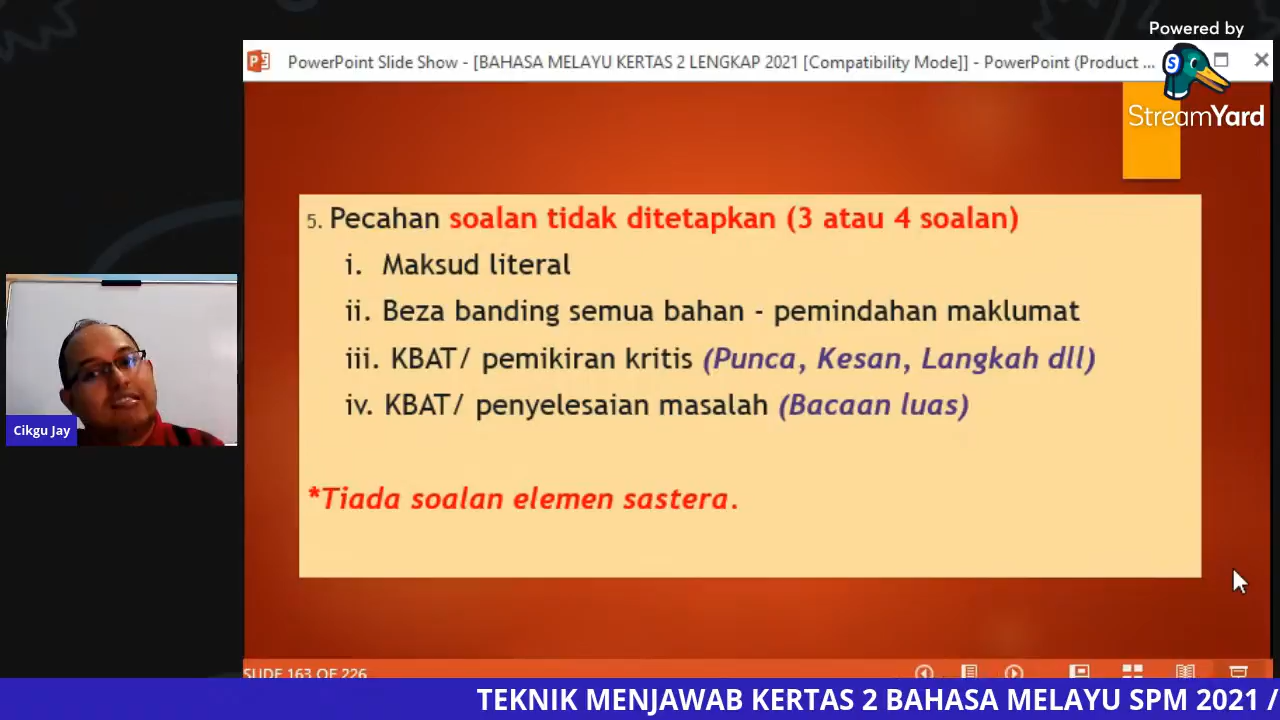 Powered by
PowerPoint Slide Show - [BAHASA MELAYU KERTAS 2 LENGKAP 2021 [Compatibility Mode]] - PowerPoint (Product ...
S
StreamYard
5. Pecahan soalan tidak ditetapkan (3 atau 4 soalan)
i. Maksud literal
ii. Beza banding semua bahan - pemindahan maklumat
iii. KBAT/ pemikiran kritis (Punca, Kesan, Langkah dll)
iv. KBAT/ penyelesaian masalah (Bacaan luas)
*Tiada soalan elemen sastera.
Cikgu Jay
SLIDE 163 OF 226
TEKNIK MENJAWAB KERTAS 2 BAHASA MELAYU SPM 2021 /